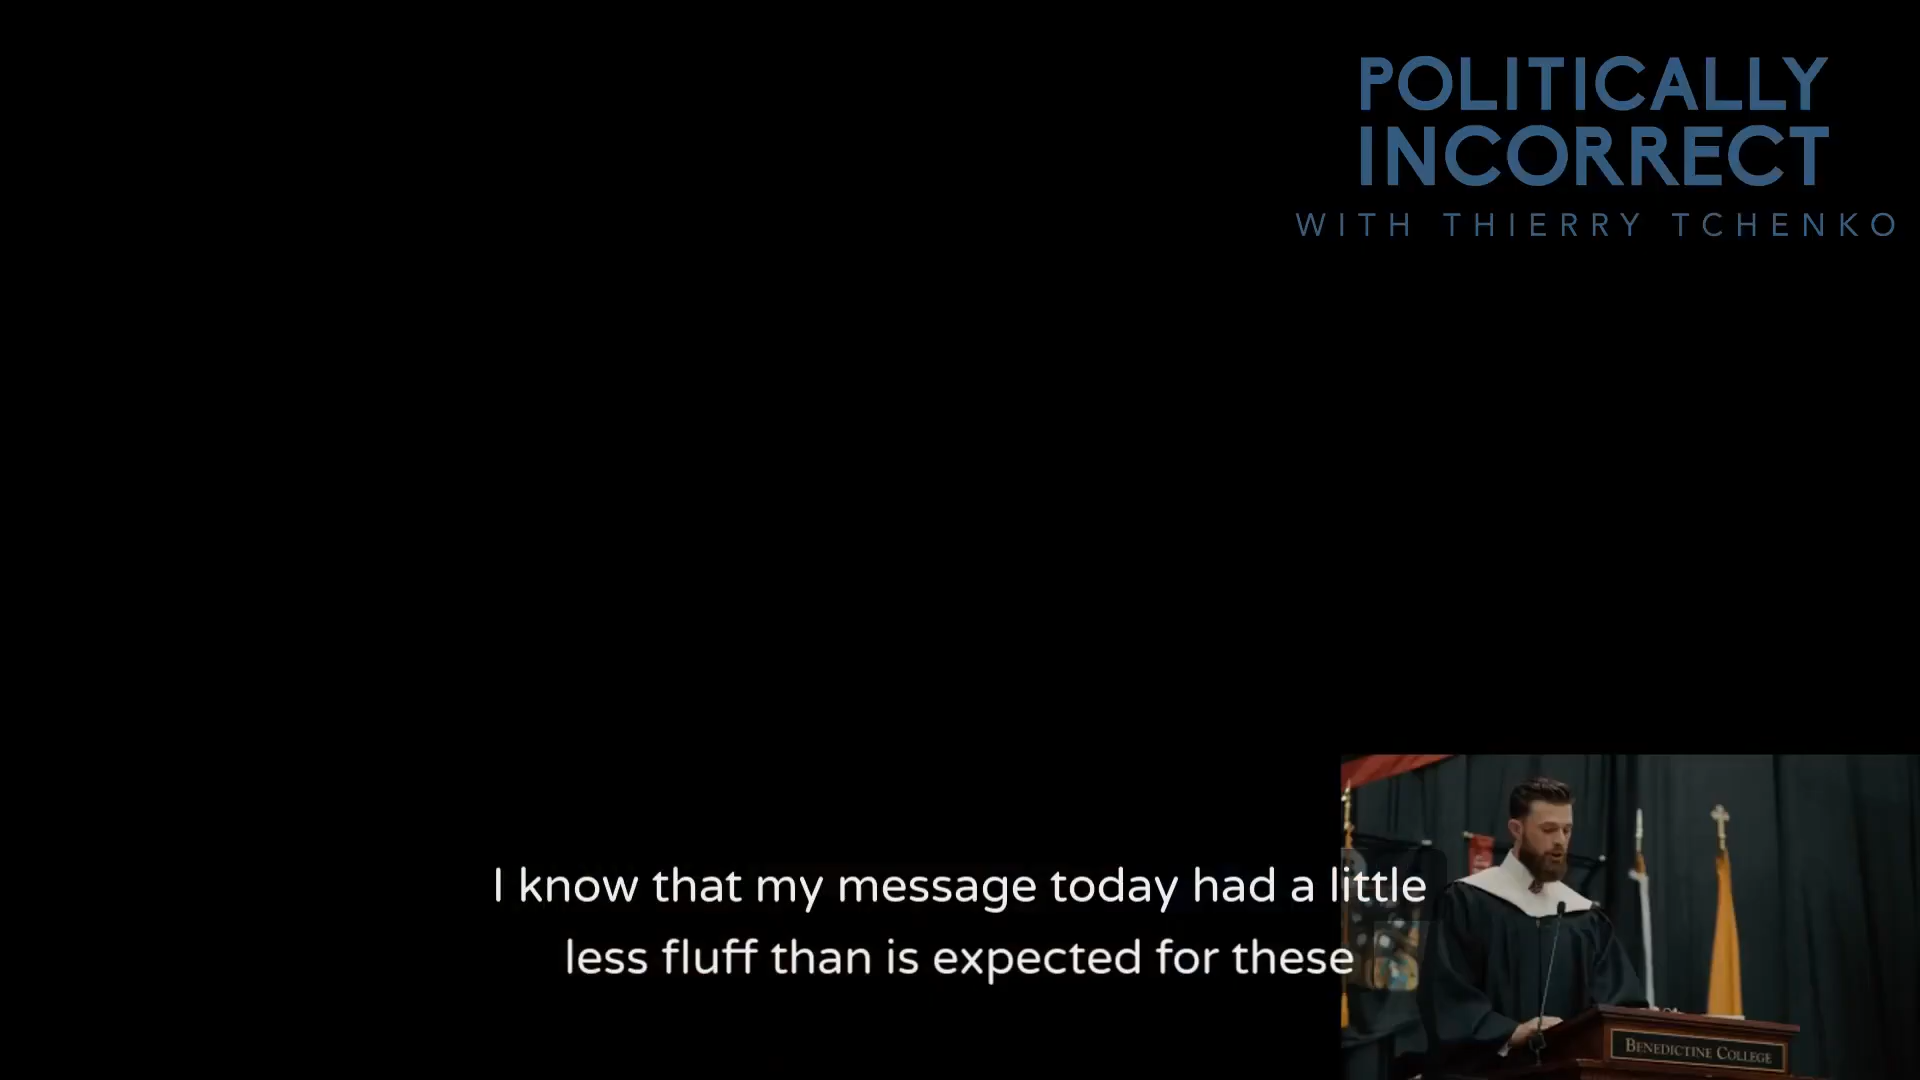 POLITICALLY
INCORRECT
WITH THIERRY TCHENKO
I know that my message today had a little
less fluff than is expected for these
BENEDICTINE COLLEGE